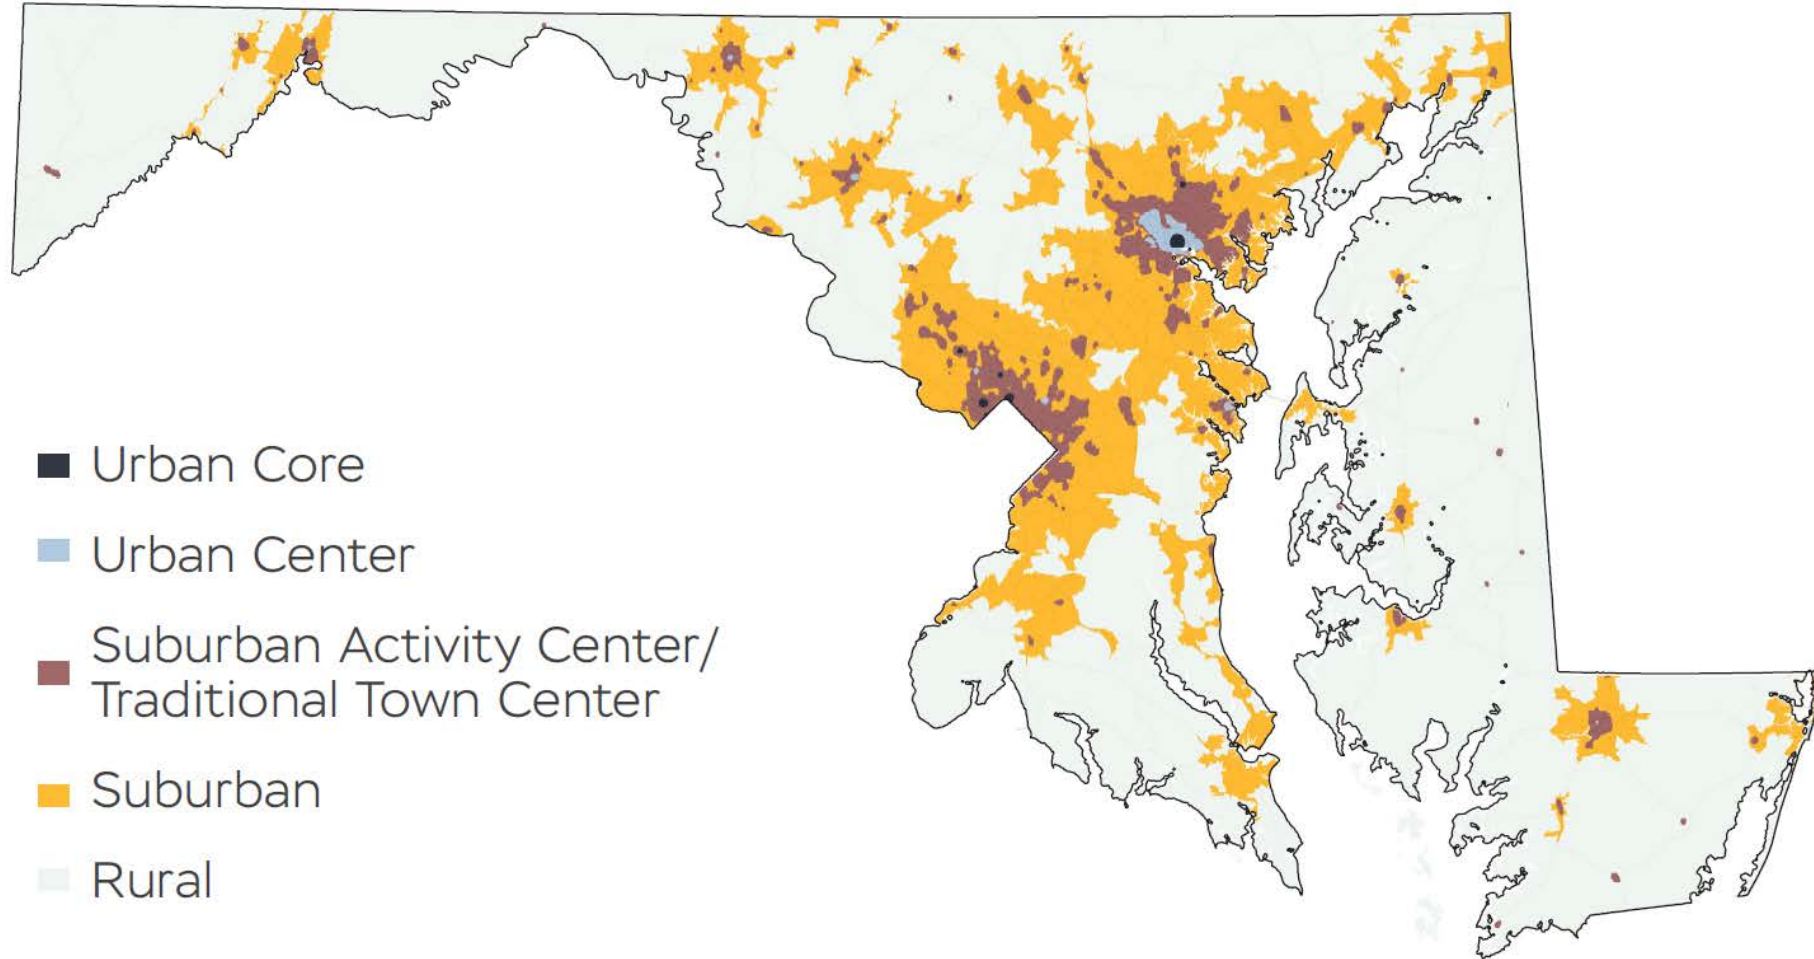 Urban Core
Urban Center
Suburban Activity Center/
Traditional Town Center
Suburban
Rural